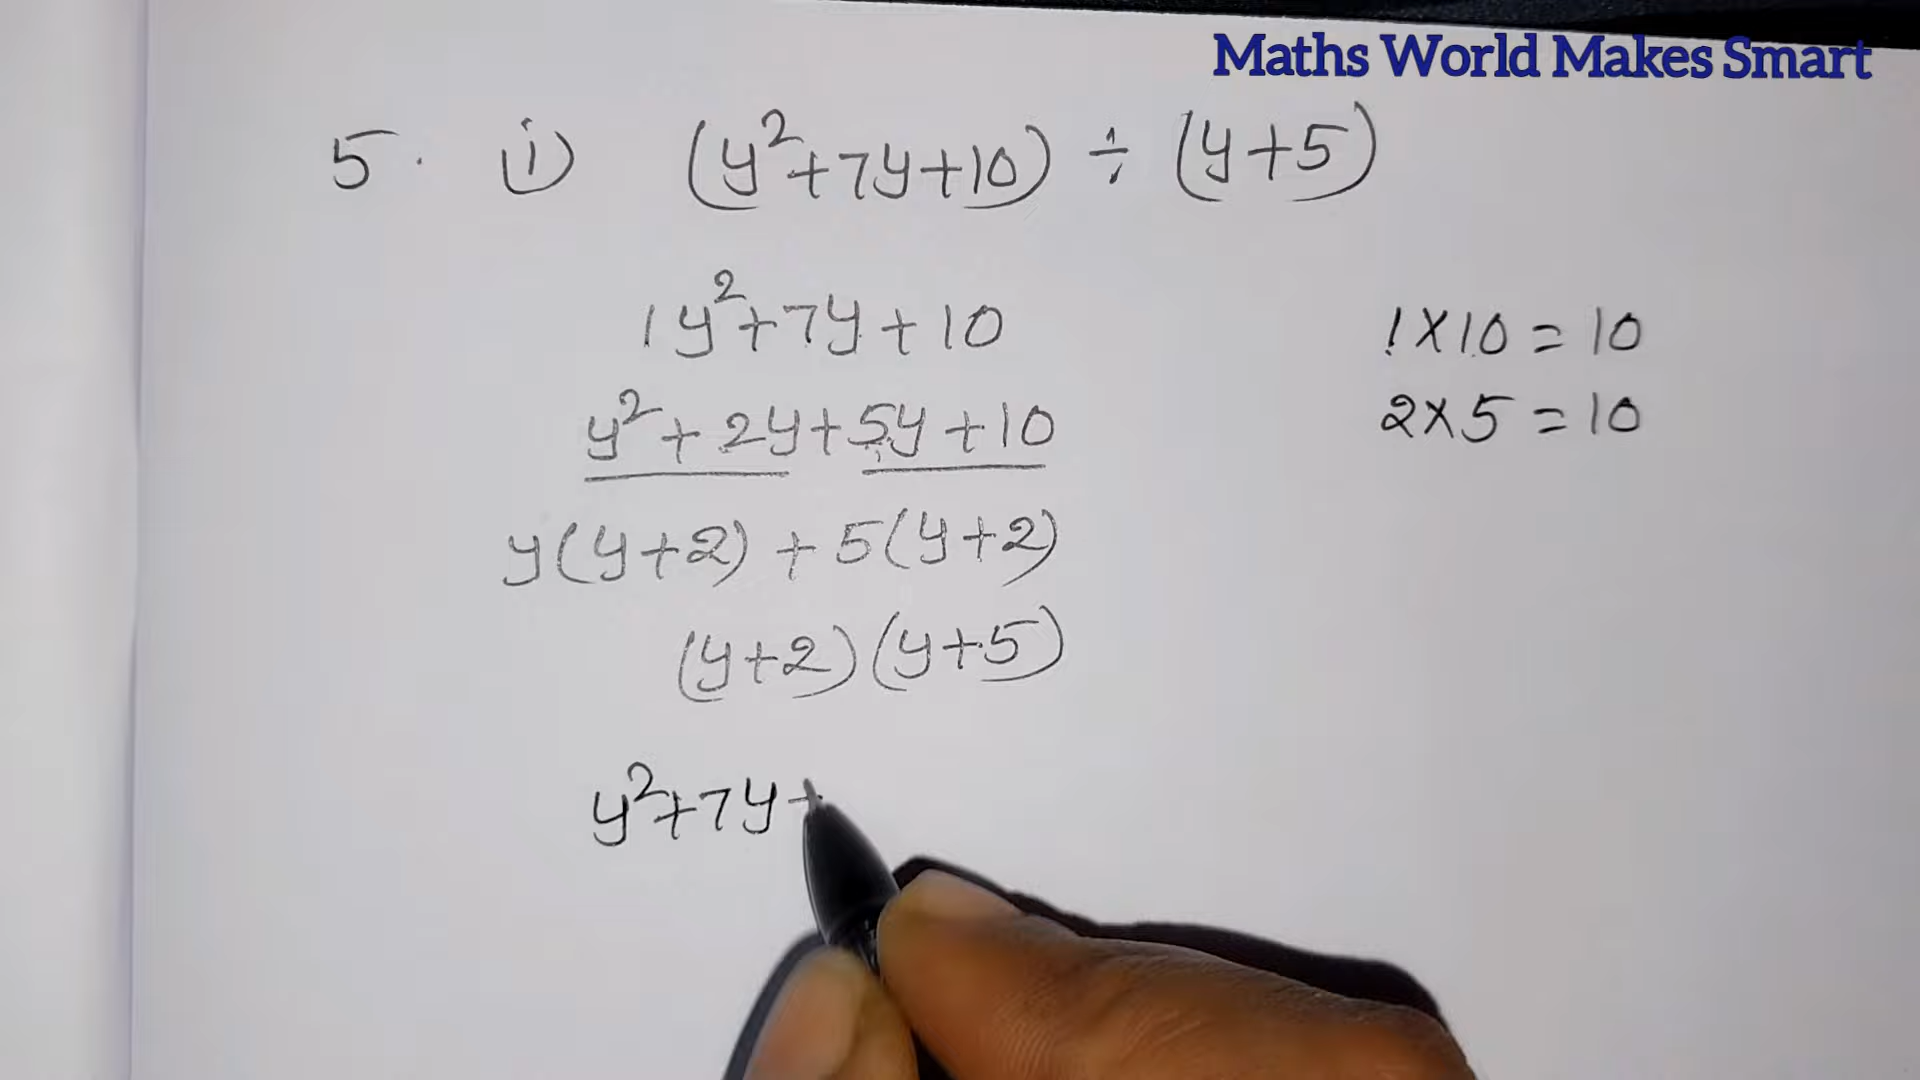 Maths World Makes Smart
5. (i) (y²+7y+10) ÷ (y+5)
1y²+7y+10
1×10=10
y²+2y+5y+10
2×5=10
y(y+2)+5(y+2)
(y+2)(y+5)
y²+7y+